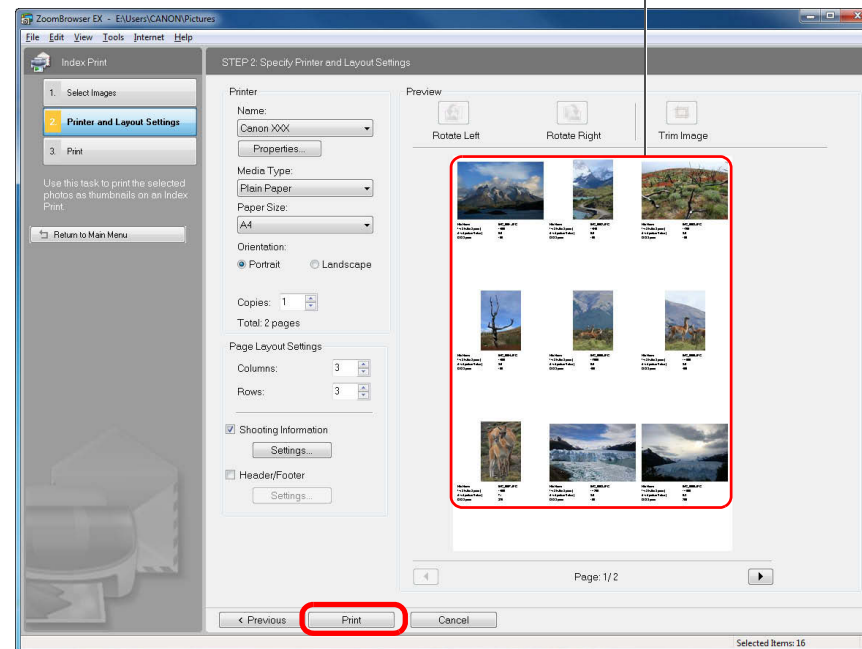 ZoomBrowser EX - E:\Users\CANON\Pictures
File Edit View Tools Internet Help
Index Print
STEP 2: Specify Printer and Layout Settings
1. Select Images
2. Printer and Layout Settings
3. Print
Use this task to print the selected
photos as thumbnails on an Index
Print.
Return to Main Menu
Printer
Name:
Canon XXX
Properties...
Media Type:
Plain Paper
Paper Size:
A4
Orientation:
Portrait Landscape
Copies: 1
Total: 2 pages
Page Layout Settings
Columns: 3
Rows: 3
Shooting Information
Settings...
Header/Footer
Settings...
Preview
Rotate Left Rotate Right Trim Image
Page: 1/2
< Previous Print Cancel
Selected Items: 16